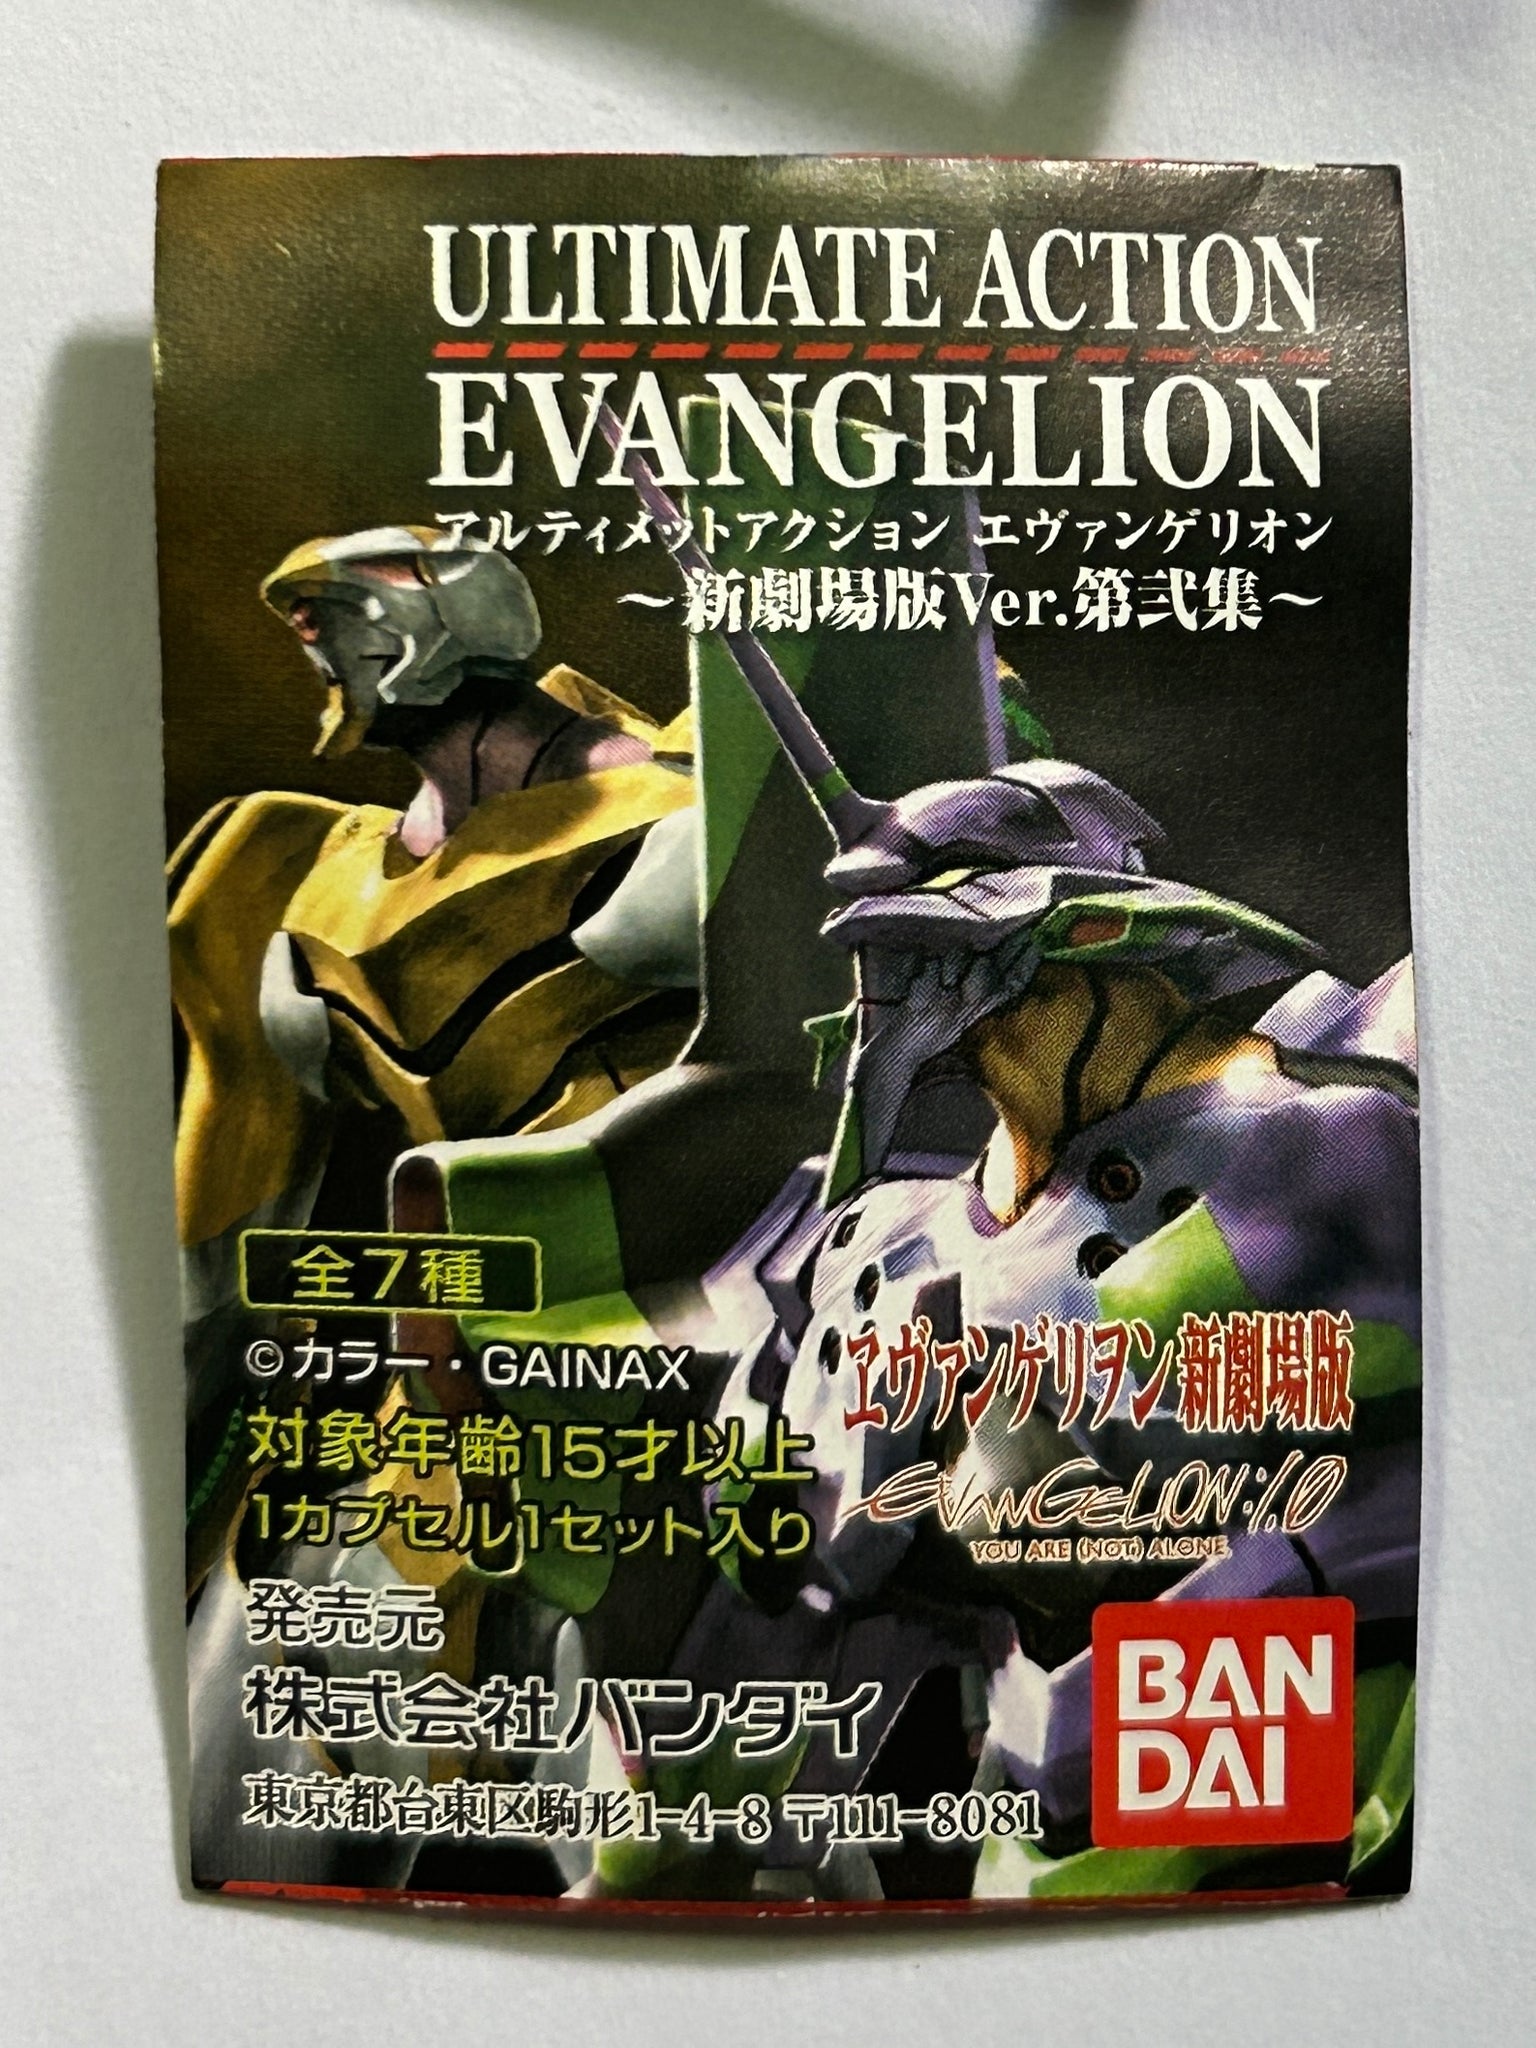 ULTIMATE ACTION
EVANGELION
アルティメットアクション エヴァンゲリオン
～新劇場版Ver.第弐集～
全7種
©カラー・GAINAX
対象年齢15才以上
1カプセル1セット入り
発売元
株式会社バンダイ
東京都台東区駒形1-4-8 〒111-8081
ヱヴァンゲリヲン新劇場版
EVANGELION:1.0
YOU ARE (NOT) ALONE.
BAN
DAI